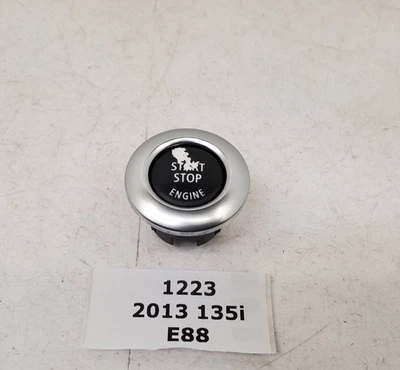 START
STOP
ENGINE
1223
2013 135i
E88